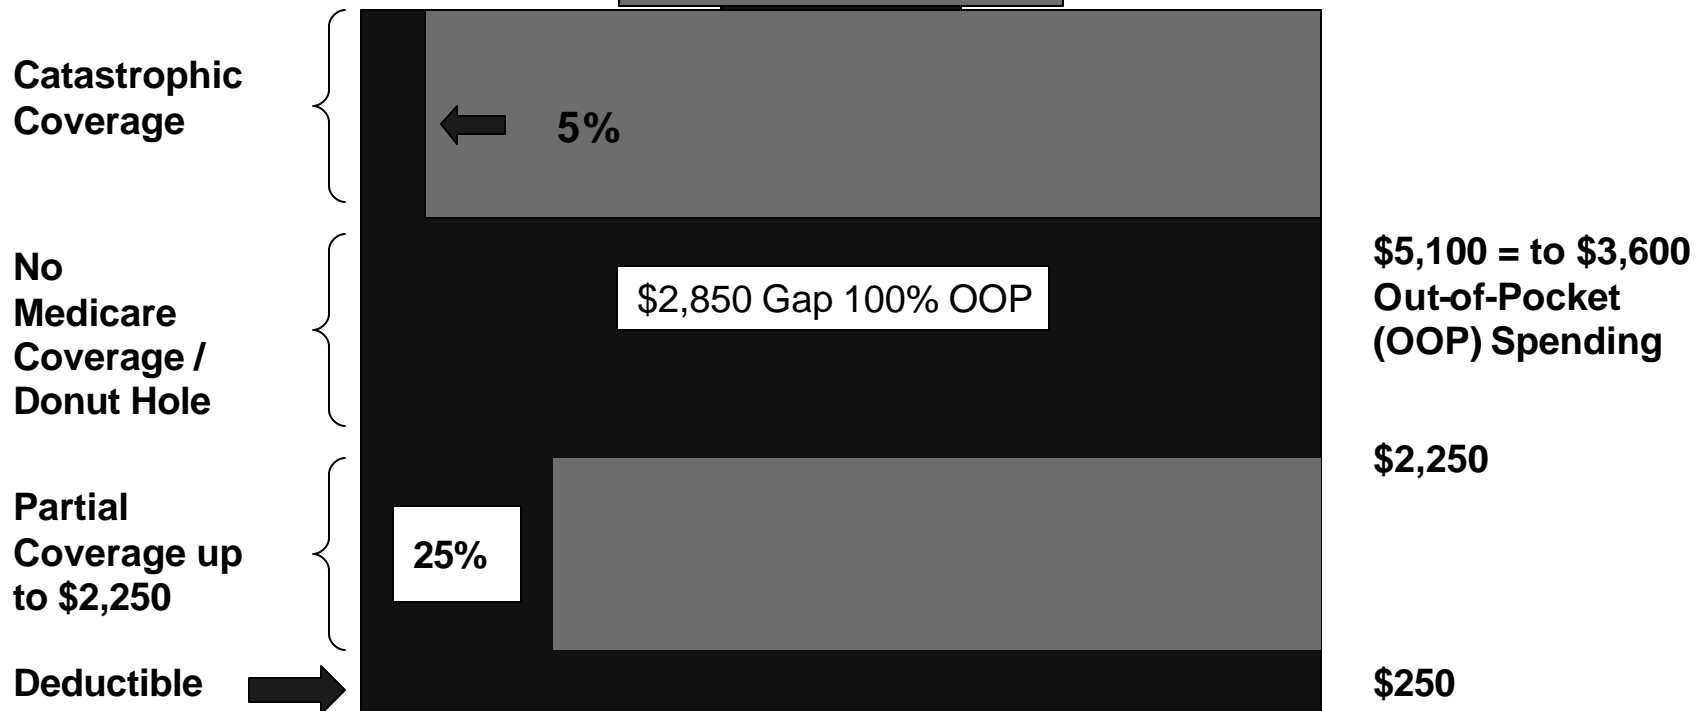 Catastrophic
Coverage
5%
No
Medicare
Coverage /
Donut Hole
$2,850 Gap 100% OOP
$5,100 = to $3,600
Out-of-Pocket
(OOP) Spending
$2,250
Partial
Coverage up
to $2,250
25%
Deductible
$250